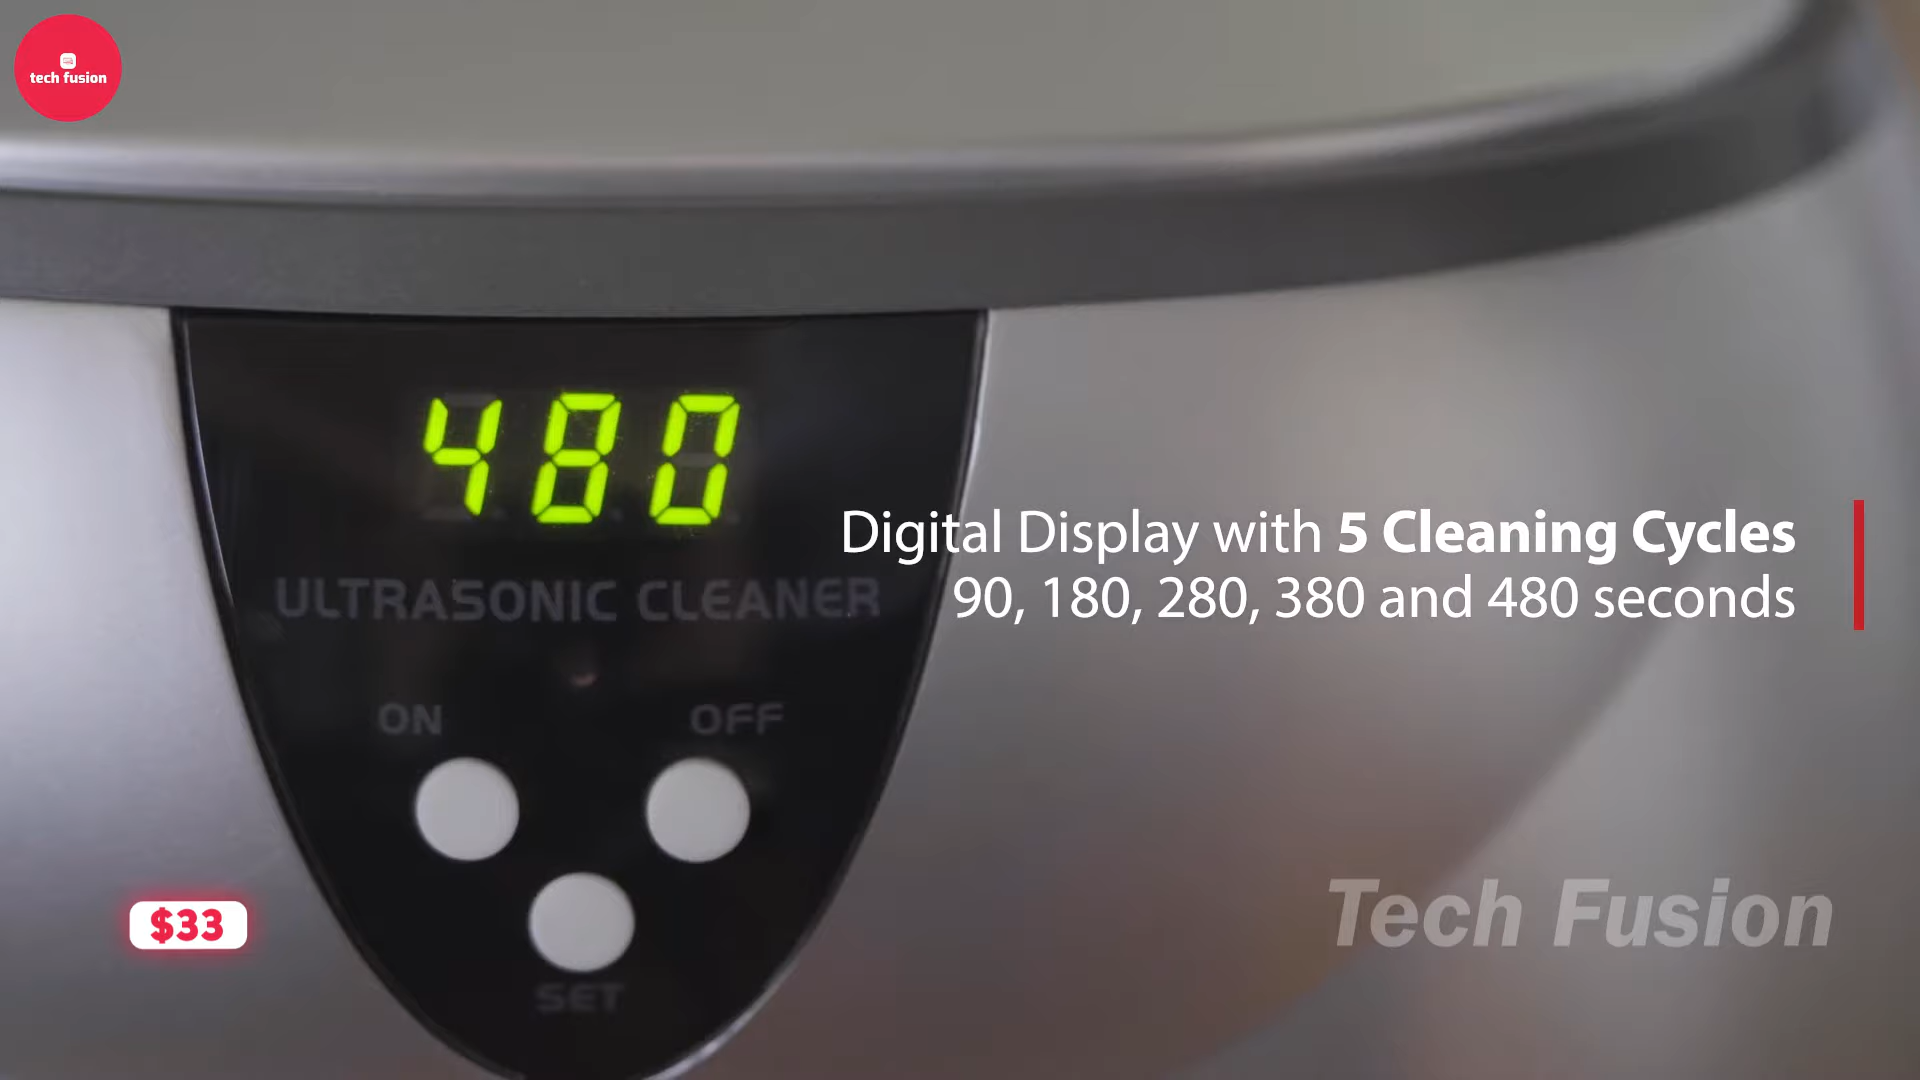 tech fusion
480
Digital Display with 5 Cleaning Cycles
90, 180, 280, 380 and 480 seconds
ULTRASONIC CLEANER
ON OFF
SET
$33
Tech Fusion